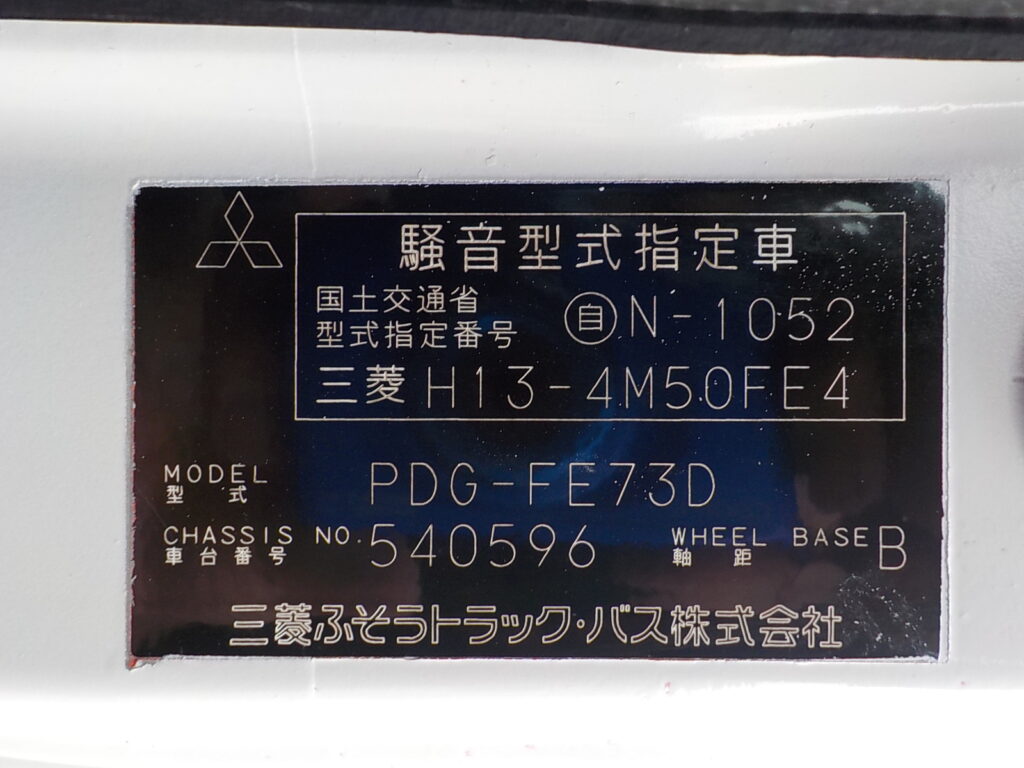 騒音型式指定車
国土交通省
型式指定番号 自N-1052
三菱 H13-4M50FE4
MODEL
型式 PDG-FE73D
CHASSIS NO.
車台番号 540596
WHEEL BASE
軸距 B
三菱ふそうトラック・バス株式会社